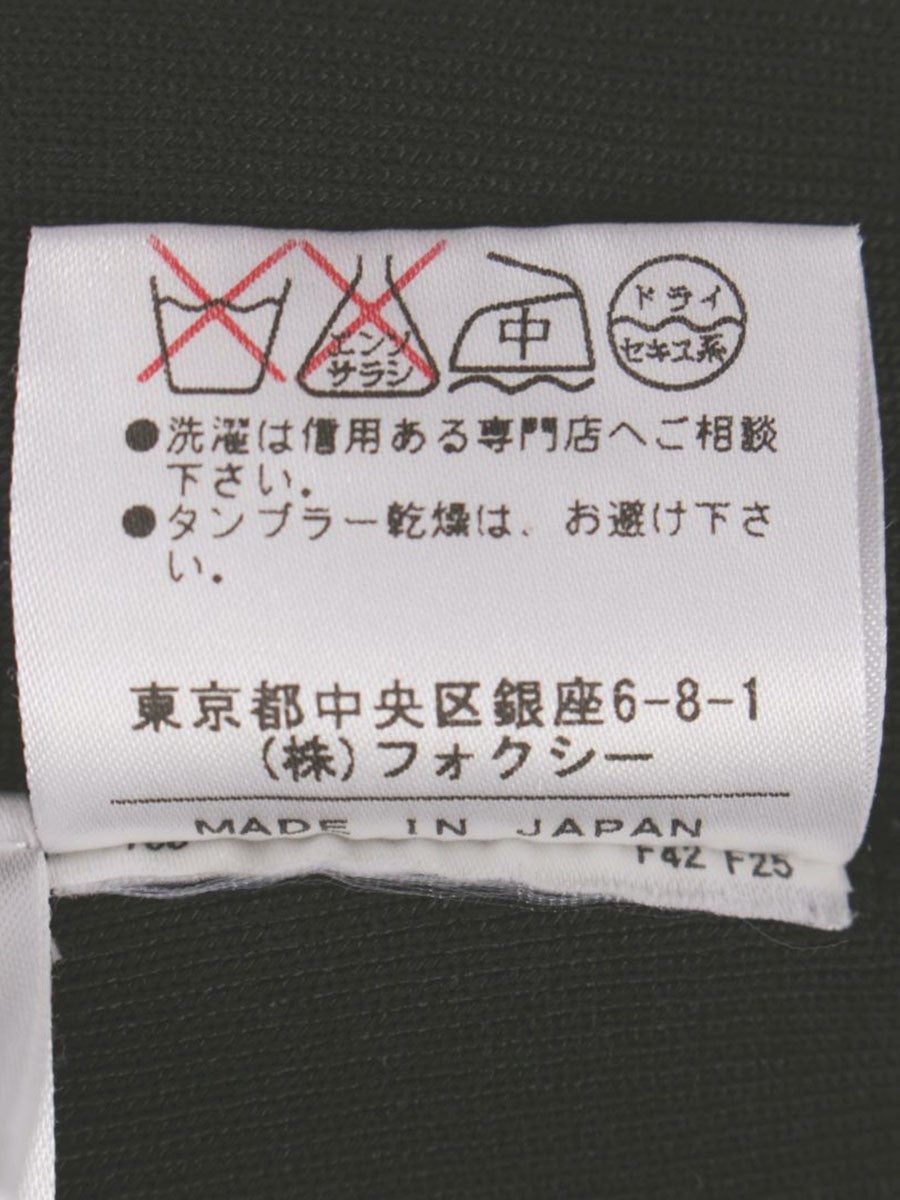 エンソ
サラシ
中
ドライ
セキユ系
●洗濯は信用ある専門店へご相談
下さい.
●タンブラー乾燥は、お避け下さ
い.
東京都中央区銀座6-8-1
(株)フォクシー
MADE IN JAPAN
F42 F25